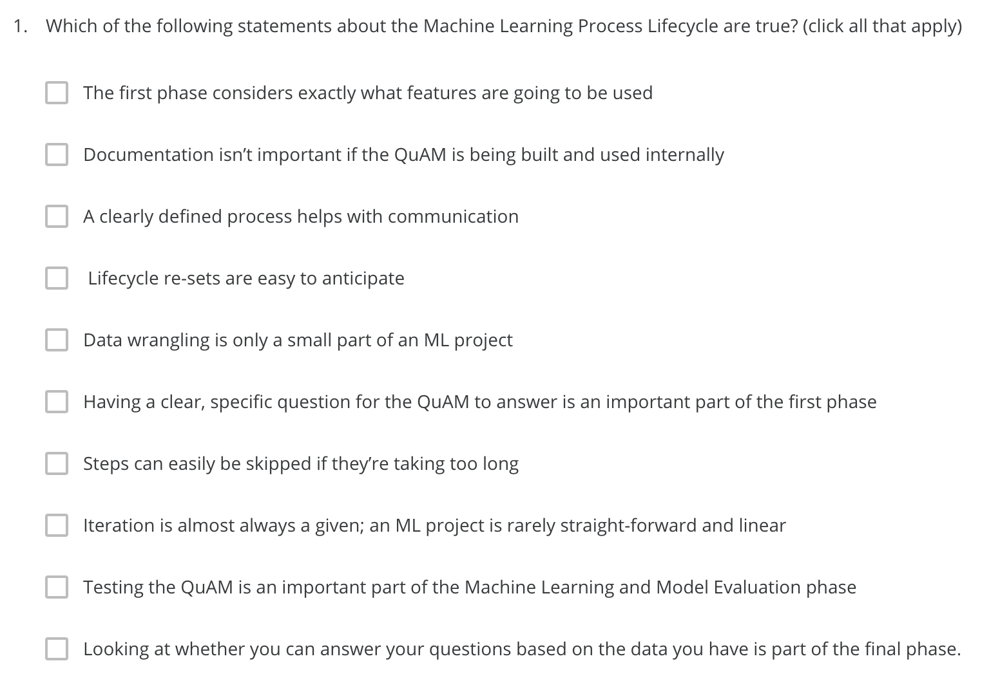 1. Which of the following statements about the Machine Learning Process Lifecycle are true? (click all that apply)
The first phase considers exactly what features are going to be used
Documentation isn’t important if the QuAM is being built and used internally
A clearly defined process helps with communication
Lifecycle re-sets are easy to anticipate
Data wrangling is only a small part of an ML project
Having a clear, specific question for the QuAM to answer is an important part of the first phase
Steps can easily be skipped if they’re taking too long
Iteration is almost always a given; an ML project is rarely straight-forward and linear
Testing the QuAM is an important part of the Machine Learning and Model Evaluation phase
Looking at whether you can answer your questions based on the data you have is part of the final phase.